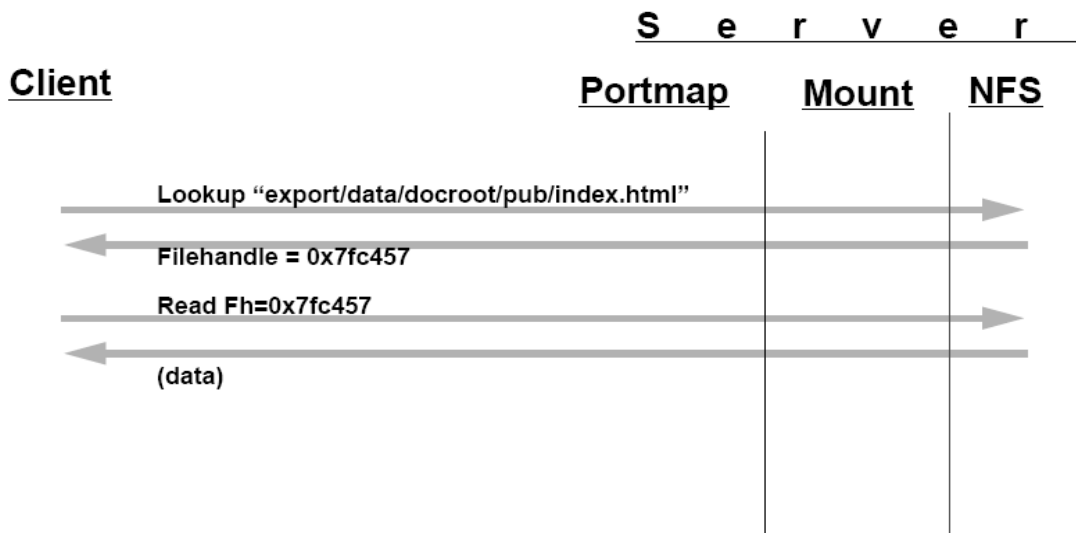 S e r v e r
Client
Portmap
Mount
NFS
Lookup “export/data/docroot/pub/index.html”
Filehandle = 0x7fc457
Read Fh=0x7fc457
(data)